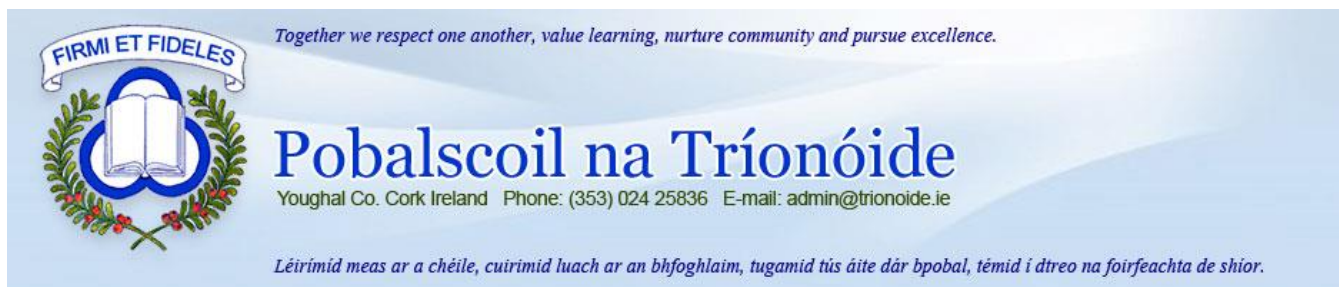 FIRMI ET FIDELES
Together we respect one another, value learning, nurture community and pursue excellence.
Pobalscoil na Tríonóide
Youghal Co. Cork Ireland Phone: (353) 024 25836 E-mail: admin@trionoide.ie
Léirímíd meas ar a chéile, cuirimid luach ar an bhfoghlaim, tugamid tús áite dár bpobal, témid í dtreo na foirfeachta de shíor.